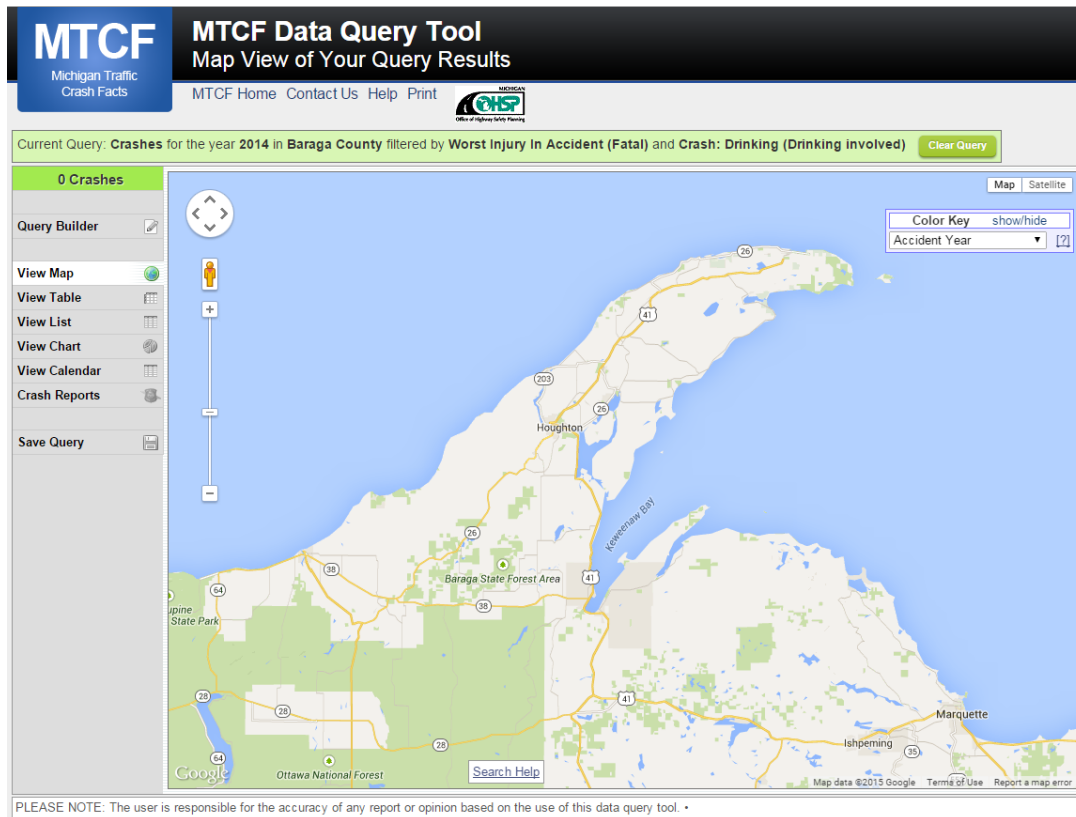 MTCF
Michigan Traffic
Crash Facts
MTCF Data Query Tool
Map View of Your Query Results
MTCF Home Contact Us Help Print
MICHIGAN
OHSP
Office of Highway Safety Planning
Current Query: Crashes for the year 2014 in Baraga County filtered by Worst Injury In Accident (Fatal) and Crash: Drinking (Drinking involved)
Clear Query
0 Crashes
Query Builder
View Map
View Table
View List
View Chart
View Calendar
Crash Reports
Save Query
Map Satellite
Color Key show/hide
Accident Year [?]
26
41
203
26
Houghton
Keweenaw Bay
26
38
Baraga State Forest Area
41
64
38
upine
State Park
28
28
41
Marquette
28
Ishpeming
35
64
Google
Ottawa National Forest
Search Help
Map data ©2015 Google Terms of Use Report a map error
PLEASE NOTE: The user is responsible for the accuracy of any report or opinion based on the use of this data query tool. •